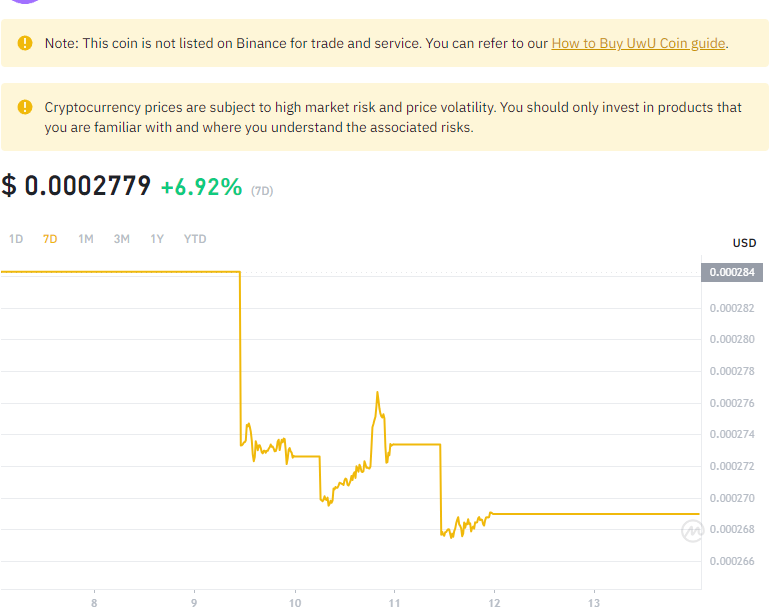 Note: This coin is not listed on Binance for trade and service. You can refer to our How to Buy UwU Coin guide.
Cryptocurrency prices are subject to high market risk and price volatility. You should only invest in products that
you are familiar with and where you understand the associated risks.
$ 0.0002779 +6.92% (7D)
1D 7D 1M 3M 1Y YTD
USD
0.000284
0.000282
0.000280
0.000278
0.000276
0.000274
0.000272
0.000270
0.000268
0.000266
8 9 10 11 12 13